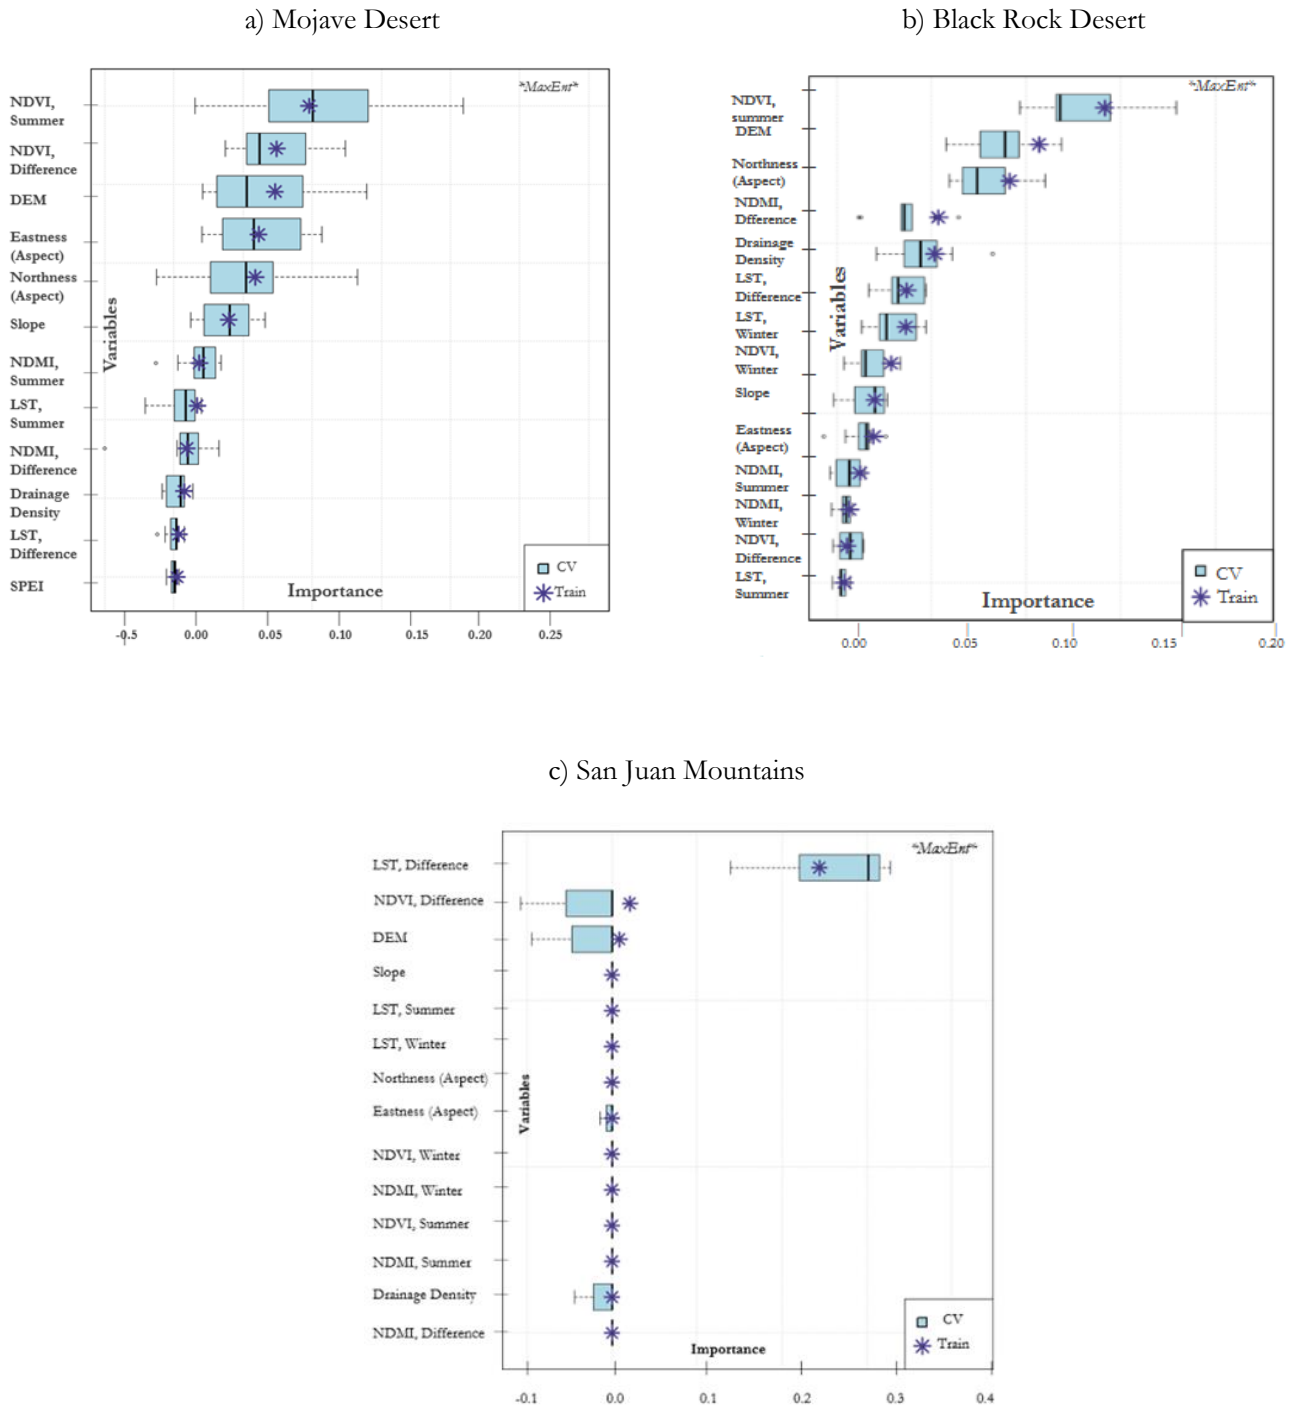 a) Mojave Desert
*MaxEnt*
NDVI,
Summer
NDVI,
Difference
DEM
Eastness
(Aspect)
Northness
(Aspect)
Slope
NDMI,
Summer
LST,
Summer
NDMI,
Difference
Drainage
Density
LST,
Difference
SPEI
Variables
Importance
CV
Train
-0.5 0.00 0.05 0.10 0.15 0.20 0.25
b) Black Rock Desert
*MaxEnt*
NDVI,
summer
DEM
Northness
(Aspect)
NDMI,
Dfference
Drainage
Density
LST,
Difference
LST,
Winter
NDVI,
Winter
Slope
Eastness
(Aspect)
NDMI,
Summer
NDMI,
Winter
NDVI,
Difference
LST,
Summer
Variables
Importance
CV
Train
0.00 0.05 0.10 0.15 0.20
c) San Juan Mountains
*MaxEnt*
LST, Difference
NDVI, Difference
DEM
Slope
LST, Summer
LST, Winter
Northness (Aspect)
Eastness (Aspect)
NDVI, Winter
NDMI, Winter
NDVI, Summer
NDMI, Summer
Drainage Density
NDMI, Difference
Variables
Importance
CV
Train
-0.1 0.0 0.1 0.2 0.3 0.4